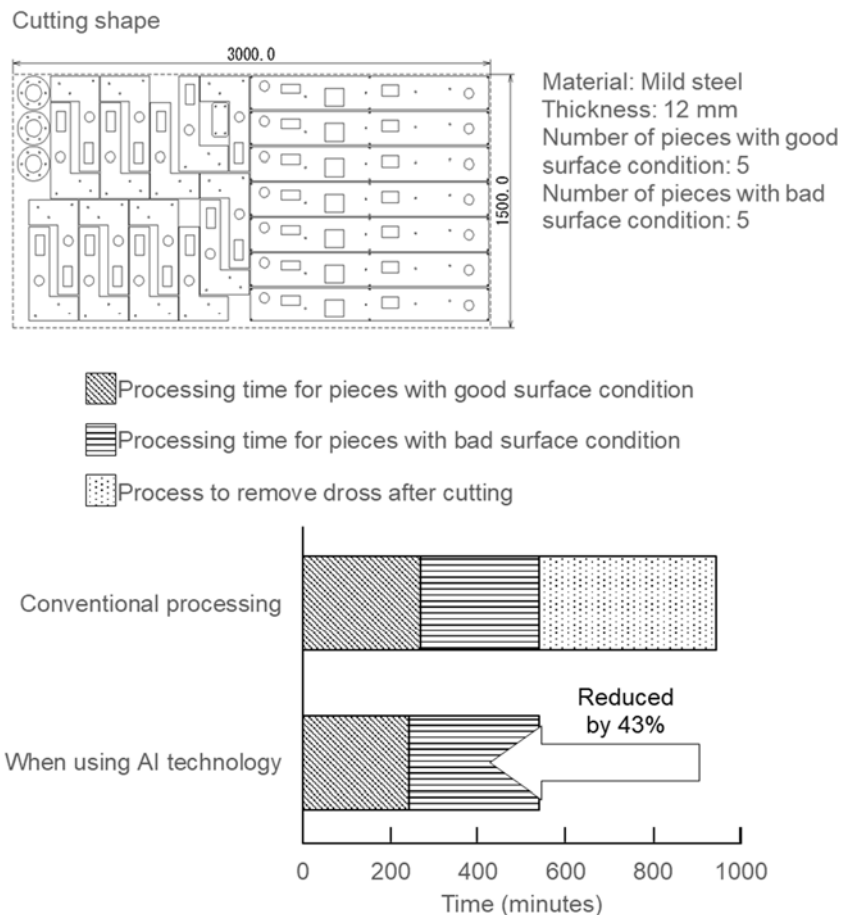 Cutting shape
3000.0
1500.0
Material: Mild steel
Thickness: 12 mm
Number of pieces with good
surface condition: 5
Number of pieces with bad
surface condition: 5
Processing time for pieces with good surface condition
Processing time for pieces with bad surface condition
Process to remove dross after cutting
Conventional processing
Reduced
by 43%
When using AI technology
0 200 400 600 800 1000
Time (minutes)